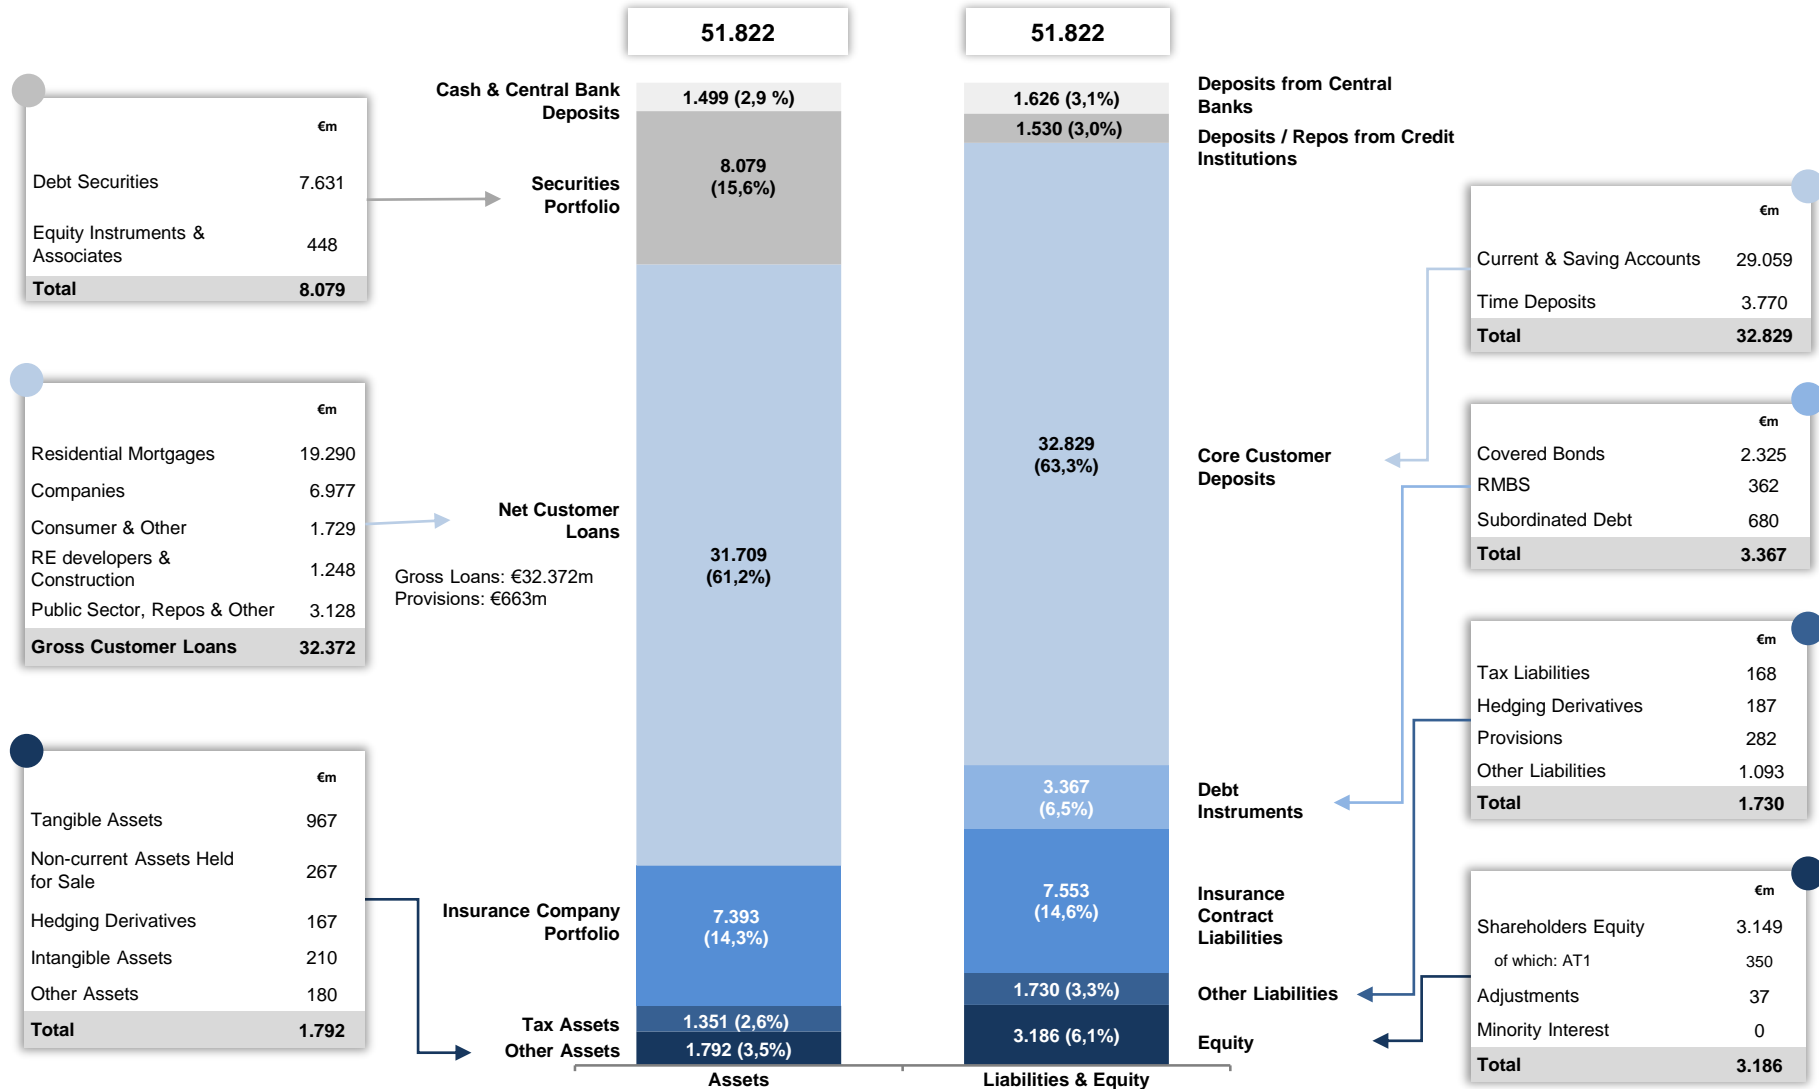 51.822
51.822
€m
Debt Securities 7.631
Equity Instruments &
Associates 448
Total 8.079
€m
Residential Mortgages 19.290
Companies 6.977
Consumer & Other 1.729
RE developers &
Construction 1.248
Public Sector, Repos & Other 3.128
Gross Customer Loans 32.372
€m
Tangible Assets 967
Non-current Assets Held
for Sale 267
Hedging Derivatives 167
Intangible Assets 210
Other Assets 180
Total 1.792
Cash & Central Bank
Deposits
Securities
Portfolio
Net Customer
Loans
Gross Loans: €32.372m
Provisions: €663m
Insurance Company
Portfolio
Tax Assets
Other Assets
1.499 (2,9 %)
8.079
(15,6%)
31.709
(61,2%)
7.393
(14,3%)
1.351 (2,6%)
1.792 (3,5%)
Assets
1.626 (3,1%)
1.530 (3,0%)
32.829
(63,3%)
3.367
(6,5%)
7.553
(14,6%)
1.730 (3,3%)
3.186 (6,1%)
Liabilities & Equity
Deposits from Central
Banks
Deposits / Repos from Credit
Institutions
Core Customer
Deposits
Debt
Instruments
Insurance
Contract
Liabilities
Other Liabilities
Equity
€m
Current & Saving Accounts 29.059
Time Deposits 3.770
Total 32.829
€m
Covered Bonds 2.325
RMBS 362
Subordinated Debt 680
Total 3.367
€m
Tax Liabilities 168
Hedging Derivatives 187
Provisions 282
Other Liabilities 1.093
Total 1.730
€m
Shareholders Equity 3.149
of which: AT1 350
Adjustments 37
Minority Interest 0
Total 3.186